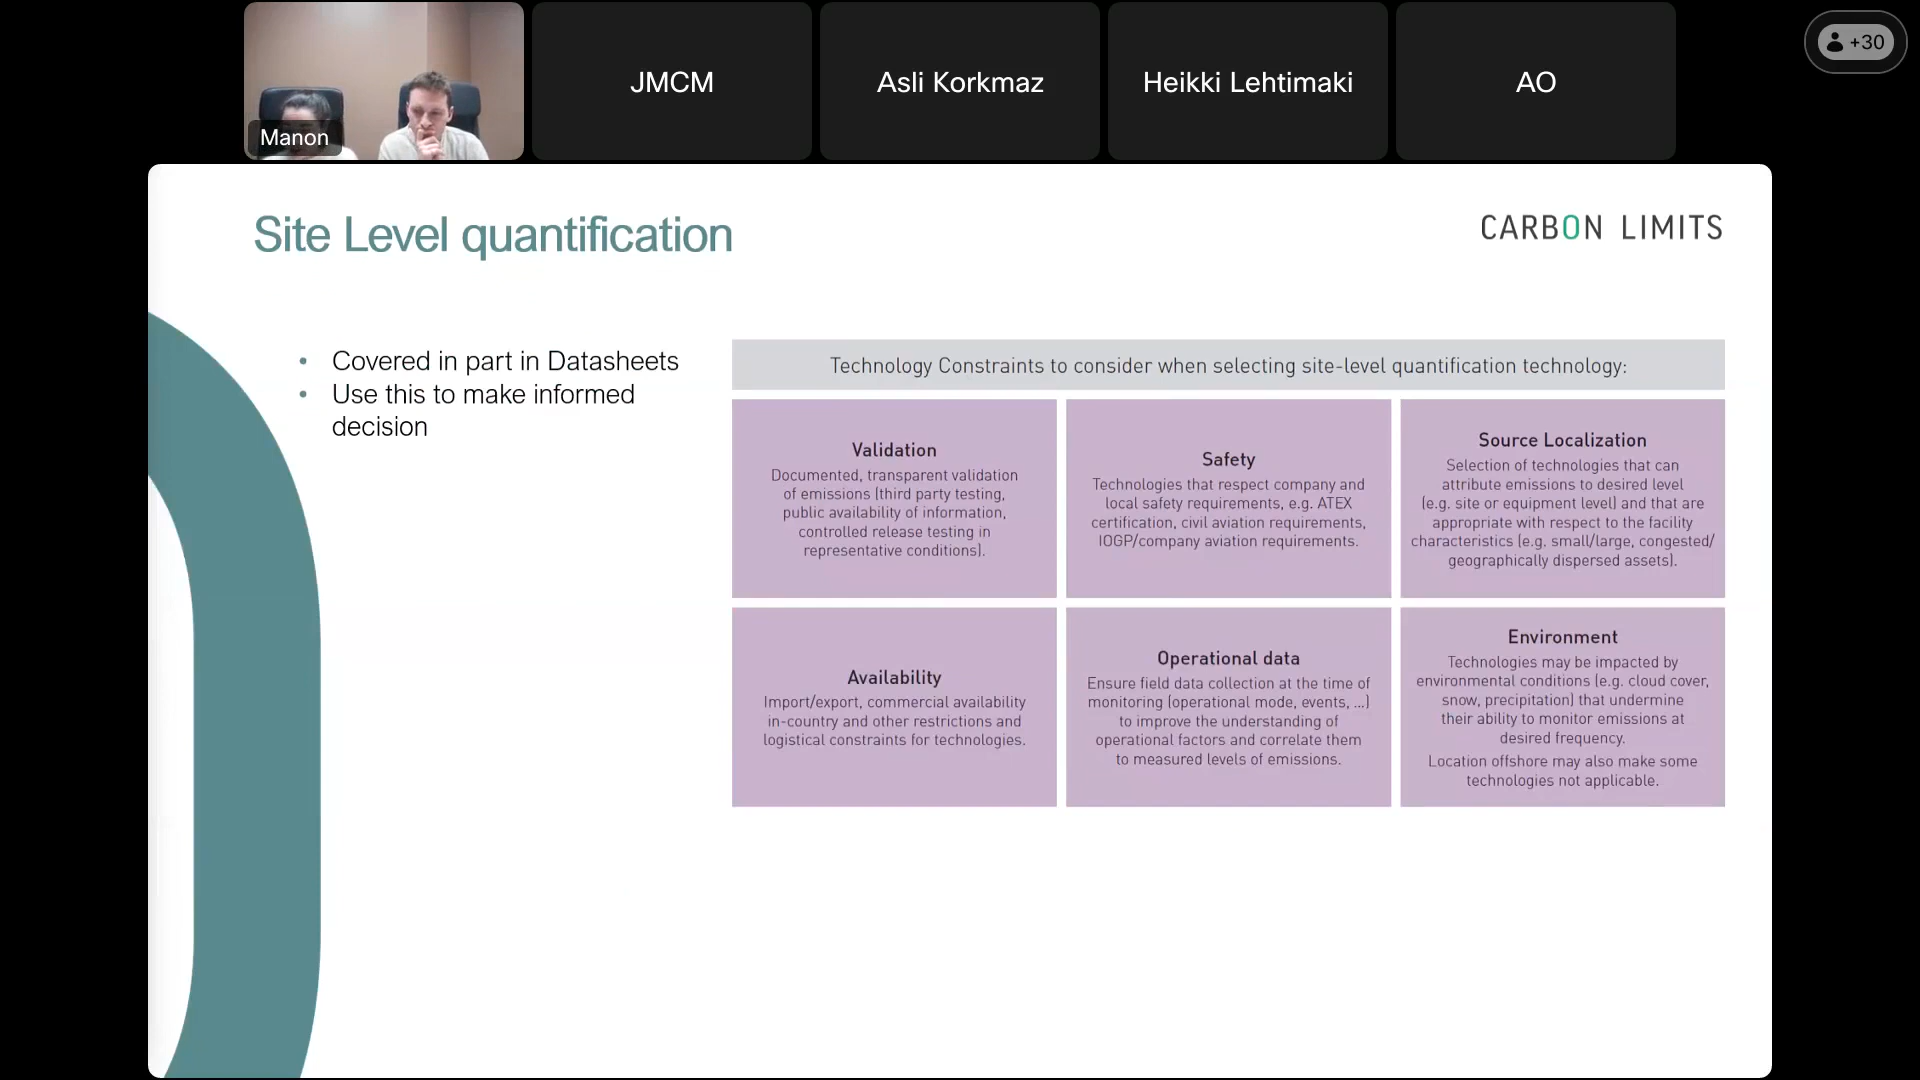 Manon
JMCM
Asli Korkmaz
Heikki Lehtimaki
AO
+30
Site Level quantification
CARBON LIMITS
• Covered in part in Datasheets
• Use this to make informed
decision
Technology Constraints to consider when selecting site-level quantification technology:
Validation
Documented, transparent validation
of emissions (third party testing,
public availability of information,
controlled release testing in
representative conditions).
Safety
Technologies that respect company and
local safety requirements, e.g. ATEX
certification, civil aviation requirements,
IOGP/company aviation requirements.
Source Localization
Selection of technologies that can
attribute emissions to desired level
(e.g. site or equipment level) and that are
appropriate with respect to the facility
characteristics (e.g. small/large, congested/
geographically dispersed assets).
Availability
Import/export, commercial availability
in-country and other restrictions and
logistical constraints for technologies.
Operational data
Ensure field data collection at the time of
monitoring (operational mode, events, ...)
to improve the understanding of
operational factors and correlate them
to measured levels of emissions.
Environment
Technologies may be impacted by
environmental conditions (e.g. cloud cover,
snow, precipitation) that undermine
their ability to monitor emissions at
desired frequency.
Location offshore may also make some
technologies not applicable.